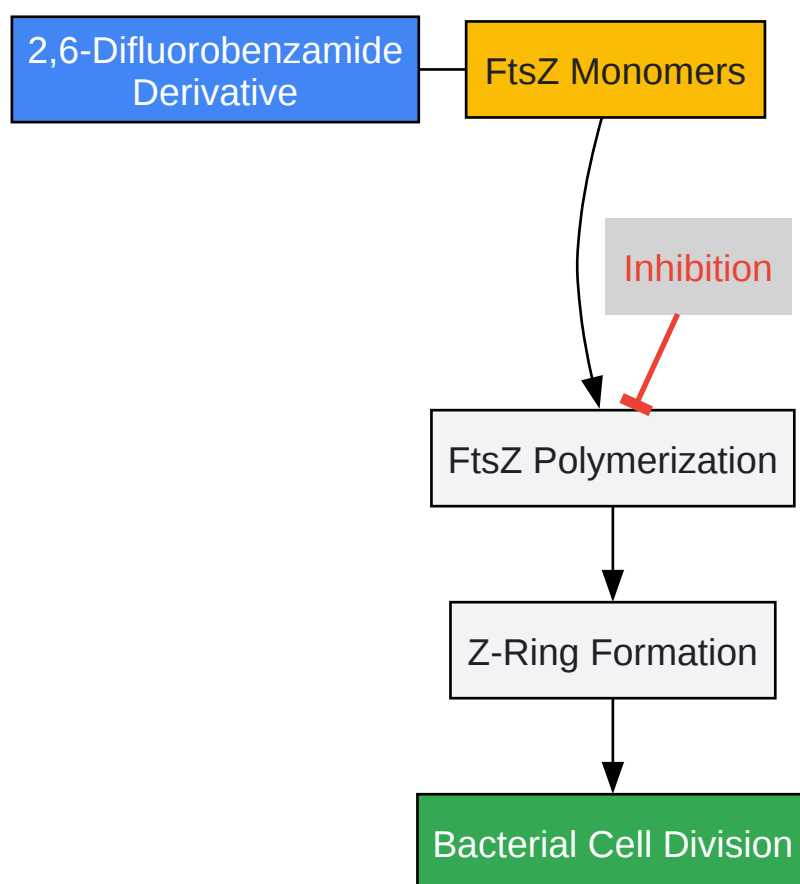 2,6-Difluorobenzamide
Derivative
FtsZ Monomers
Inhibition
FtsZ Polymerization
Z-Ring Formation
Bacterial Cell Division